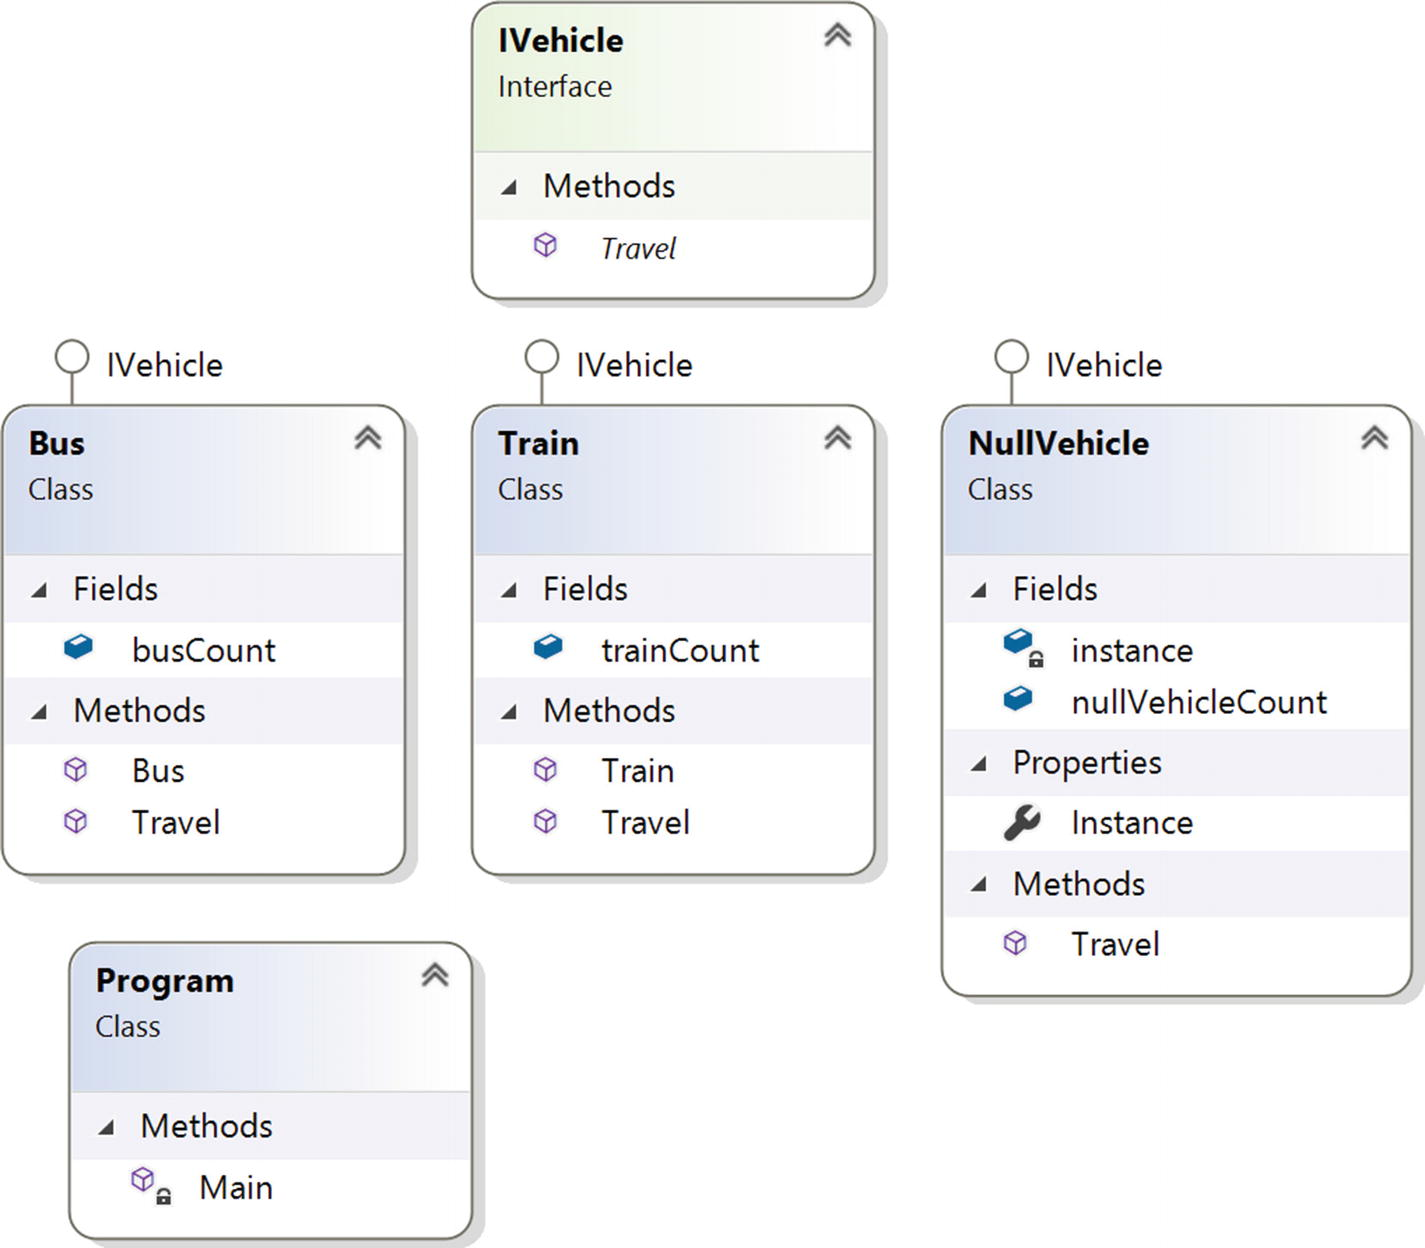 IVehicle
Interface
Methods
Travel
IVehicle
Bus
Class
Fields
busCount
Methods
Bus
Travel
IVehicle
Train
Class
Fields
trainCount
Methods
Train
Travel
IVehicle
NullVehicle
Class
Fields
instance
nullVehicleCount
Properties
Instance
Methods
Travel
Program
Class
Methods
Main